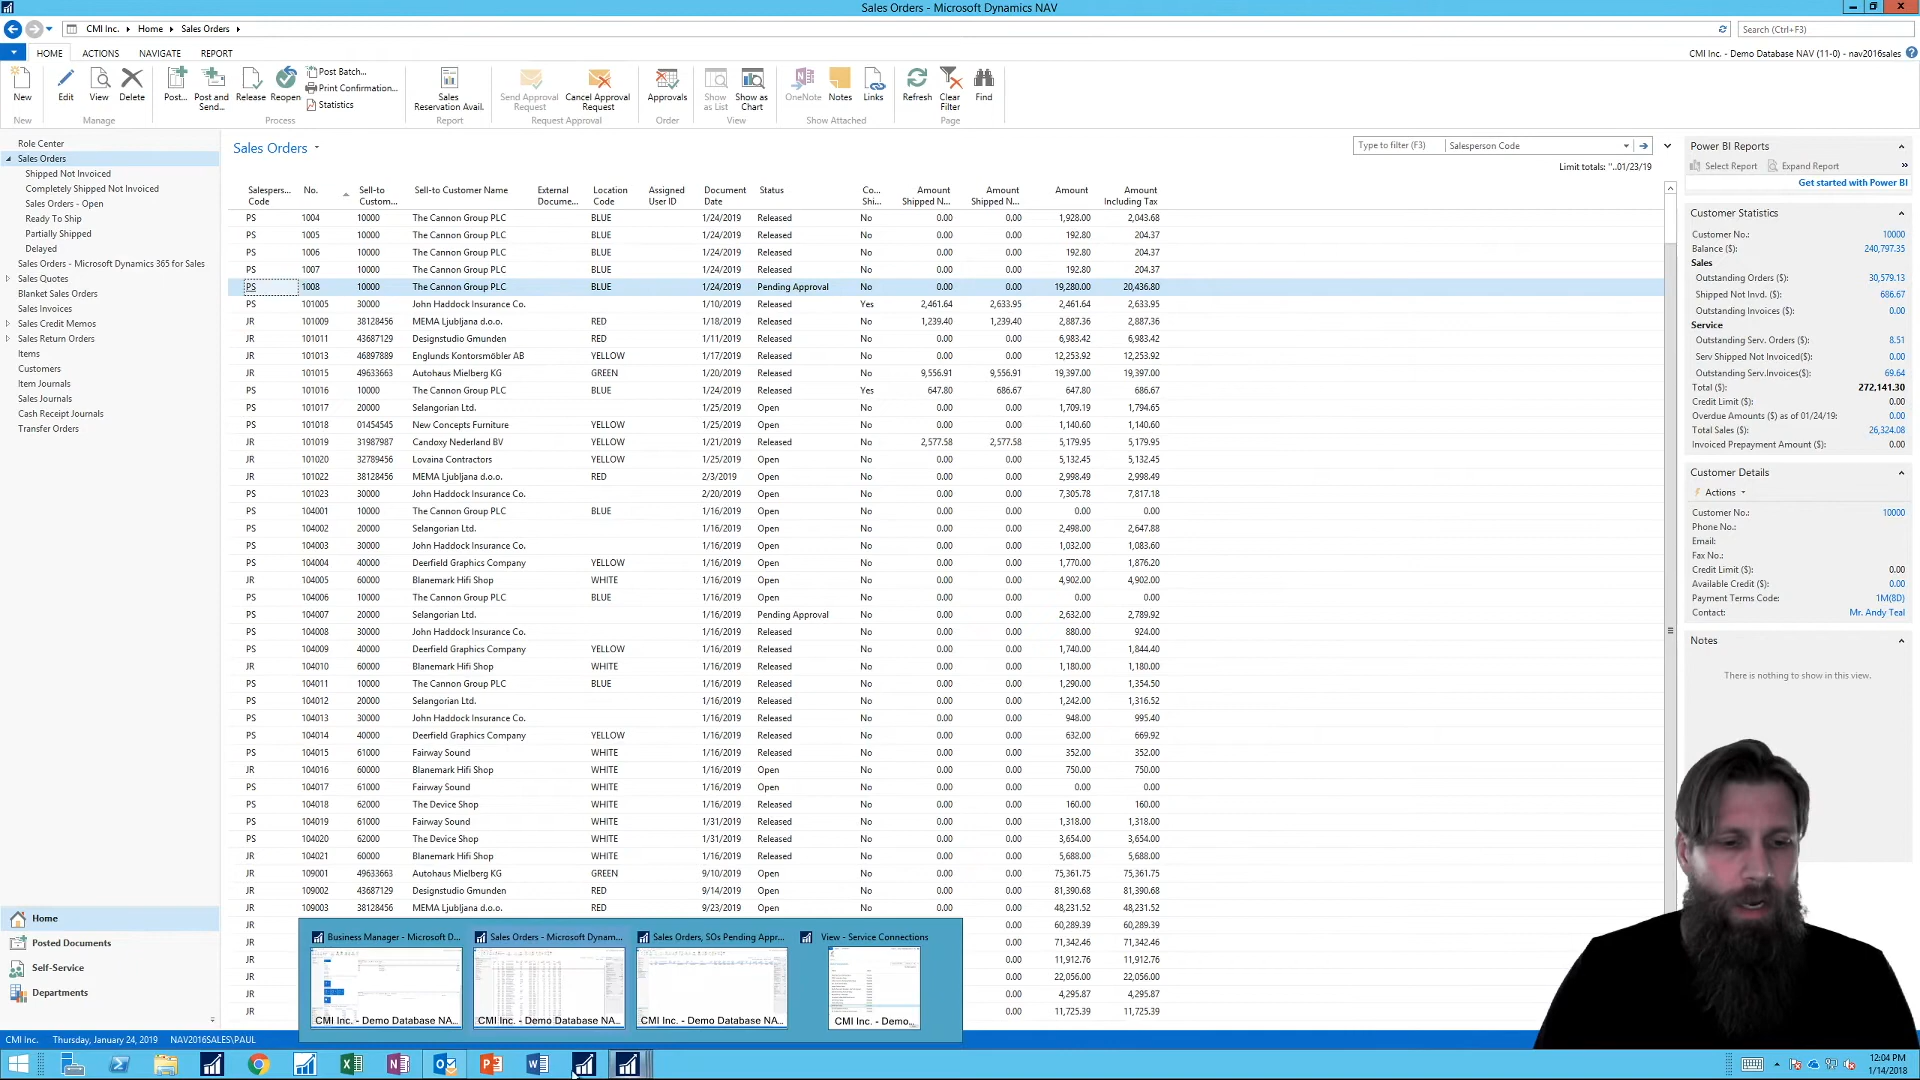 Sales Orders - Microsoft Dynamics NAV
CMI Inc. Home Sales Orders
Search (Ctrl+F3)
HOME ACTIONS NAVIGATE REPORT
CMI Inc. - Demo Database NAV (11-0) - nav2016sales
New Edit View Delete Post... Post and Send... Release Reopen Post Batch... Print Confirmation... Statistics Sales Reservation Avail. Send Approval Request Cancel Approval Request Approvals Show as List Show as Chart OneNote Notes Links Refresh Clear Filter Find
New Manage Process Report Request Approval Order View Show Attached Page
Role Center
Sales Orders
Shipped Not Invoiced
Completely Shipped Not Invoiced
Sales Orders - Open
Ready To Ship
Partially Shipped
Delayed
Sales Orders - Microsoft Dynamics 365 for Sales
Sales Quotes
Blanket Sales Orders
Sales Invoices
Sales Credit Memos
Sales Return Orders
Items
Customers
Item Journals
Sales Journals
Cash Receipt Journals
Transfer Orders
Home
Posted Documents
Self-Service
Departments
Sales Orders
Type to filter (F3) Salesperson Code
Limit totals: ''..01/23/19
Salespers... Code No. Sell-to Custom... Sell-to Customer Name External Docume... Location Code Assigned User ID Document Date Status Co... Shi... Amount Shipped N... Amount Shipped N... Amount Amount Including Tax
PS 1004 10000 The Cannon Group PLC BLUE 1/24/2019 Released No 0.00 0.00 1,928.00 2,043.68
PS 1005 10000 The Cannon Group PLC BLUE 1/24/2019 Released No 0.00 0.00 192.80 204.37
PS 1006 10000 The Cannon Group PLC BLUE 1/24/2019 Released No 0.00 0.00 192.80 204.37
PS 1007 10000 The Cannon Group PLC BLUE 1/24/2019 Released No 0.00 0.00 192.80 204.37
PS 1008 10000 The Cannon Group PLC BLUE 1/24/2019 Pending Approval No 0.00 0.00 19,280.00 20,436.80
PS 101005 30000 John Haddock Insurance Co. 1/10/2019 Released Yes 2,461.64 2,633.95 2,461.64 2,633.95
JR 101009 38128456 MEMA Ljubljana d.o.o. RED 1/18/2019 Released No 1,239.40 1,239.40 2,887.36 2,887.36
JR 101011 43687129 Designstudio Gmunden RED 1/11/2019 Released No 0.00 0.00 6,983.42 6,983.42
JR 101013 46897889 Englunds Kontorsmöbler AB YELLOW 1/17/2019 Released No 0.00 0.00 12,253.92 12,253.92
JR 101015 49633663 Autohaus Mielberg KG GREEN 1/20/2019 Released No 9,556.91 9,556.91 19,397.00 19,397.00
PS 101016 10000 The Cannon Group PLC BLUE 1/24/2019 Released Yes 647.80 686.67 647.80 686.67
PS 101017 20000 Selangorian Ltd. 1/25/2019 Open No 0.00 0.00 1,709.19 1,794.65
PS 101018 01454545 New Concepts Furniture YELLOW 1/25/2019 Open No 0.00 0.00 1,140.60 1,140.60
JR 101019 31987987 Candoxy Nederland BV YELLOW 1/21/2019 Released No 2,577.58 2,577.58 5,179.95 5,179.95
JR 101020 32789456 Lovaina Contractors YELLOW 1/25/2019 Open No 0.00 0.00 5,132.45 5,132.45
JR 101022 38128456 MEMA Ljubljana d.o.o. RED 2/3/2019 Open No 0.00 0.00 2,998.49 2,998.49
PS 101023 30000 John Haddock Insurance Co. 2/20/2019 Open No 0.00 0.00 7,305.78 7,817.18
PS 104001 10000 The Cannon Group PLC BLUE 1/16/2019 Open No 0.00 0.00 0.00 0.00
PS 104002 20000 Selangorian Ltd. 1/16/2019 Open No 0.00 0.00 2,498.00 2,647.88
PS 104003 30000 John Haddock Insurance Co. 1/16/2019 Open No 0.00 0.00 1,032.00 1,083.60
PS 104004 40000 Deerfield Graphics Company YELLOW 1/16/2019 Open No 0.00 0.00 1,770.00 1,876.20
JR 104005 60000 Blanemark Hifi Shop WHITE 1/16/2019 Open No 0.00 0.00 4,902.00 4,902.00
PS 104006 10000 The Cannon Group PLC BLUE 1/16/2019 Open No 0.00 0.00 0.00 0.00
PS 104007 20000 Selangorian Ltd. 1/16/2019 Pending Approval No 0.00 0.00 2,632.00 2,789.92
PS 104008 30000 John Haddock Insurance Co. 1/16/2019 Released No 0.00 0.00 880.00 924.00
PS 104009 40000 Deerfield Graphics Company YELLOW 1/16/2019 Released No 0.00 0.00 1,740.00 1,844.40
JR 104010 60000 Blanemark Hifi Shop WHITE 1/16/2019 Released No 0.00 0.00 1,180.00 1,180.00
PS 104011 10000 The Cannon Group PLC BLUE 1/16/2019 Released No 0.00 0.00 1,290.00 1,354.50
PS 104012 20000 Selangorian Ltd. 1/16/2019 Released No 0.00 0.00 1,242.00 1,316.52
PS 104013 30000 John Haddock Insurance Co. 1/16/2019 Released No 0.00 0.00 948.00 995.40
PS 104014 40000 Deerfield Graphics Company YELLOW 1/16/2019 Released No 0.00 0.00 632.00 669.92
PS 104015 61000 Fairway Sound WHITE 1/16/2019 Released No 0.00 0.00 352.00 352.00
JR 104016 60000 Blanemark Hifi Shop WHITE 1/16/2019 Open No 0.00 0.00 750.00 750.00
PS 104017 61000 Fairway Sound WHITE 1/16/2019 Open No 0.00 0.00 0.00 0.00
PS 104018 62000 The Device Shop WHITE 1/16/2019 Released No 0.00 0.00 160.00 160.00
PS 104019 61000 Fairway Sound WHITE 1/31/2019 Released No 0.00 0.00 1,318.00 1,318.00
PS 104020 62000 The Device Shop WHITE 1/31/2019 Released No 0.00 0.00 3,654.00 3,654.00
JR 104021 60000 Blanemark Hifi Shop WHITE 1/16/2019 Released No 0.00 0.00 5,688.00 5,688.00
JR 109001 49633663 Autohaus Mielberg KG GREEN 9/10/2019 Open No 0.00 0.00 75,361.75 75,361.75
JR 109002 43687129 Designstudio Gmunden RED 9/14/2019 Open No 0.00 0.00 81,390.68 81,390.68
JR 109003 38128456 MEMA Ljubljana d.o.o. RED 9/23/2019 Open No 0.00 0.00 48,231.52 48,231.52
JR 0.00 60,289.39 60,289.39
JR 0.00 71,342.46 71,342.46
JR 0.00 11,912.76 11,912.76
JR 0.00 22,056.00 22,056.00
JR 0.00 4,295.87 4,295.87
JR 0.00 11,725.39 11,725.39
Business Manager - Microsoft D... Sales Orders - Microsoft Dynam... Sales Orders, SOs Pending Appr... View - Service Connections
CMI Inc. - Demo Database NA... CMI Inc. - Demo Database NA... CMI Inc. - Demo Database NA... CMI Inc. - Demo...
Power BI Reports
Select Report Expand Report
Get started with Power BI
Customer Statistics
Customer No.: 10000
Balance ($): 240,797.35
Sales
Outstanding Orders ($): 30,579.13
Shipped Not Invd. ($): 686.67
Outstanding Invoices ($): 0.00
Service
Outstanding Serv. Orders ($): 8.51
Serv Shipped Not Invoiced($): 0.00
Outstanding Serv.Invoices($): 69.64
Total ($): 272,141.30
Credit Limit ($): 0.00
Overdue Amounts ($) as of 01/24/19: 0.00
Total Sales ($): 26,324.08
Invoiced Prepayment Amount ($): 0.00
Customer Details
Actions
Customer No.: 10000
Phone No.:
Email:
Fax No.:
Credit Limit ($): 0.00
Available Credit ($): 0.00
Payment Terms Code: 1M(8D)
Contact: Mr. Andy Teal
Notes
There is nothing to show in this view.
CMI Inc. Thursday, January 24, 2019 NAV2016SALES\PAUL
12:04 PM
1/14/2018